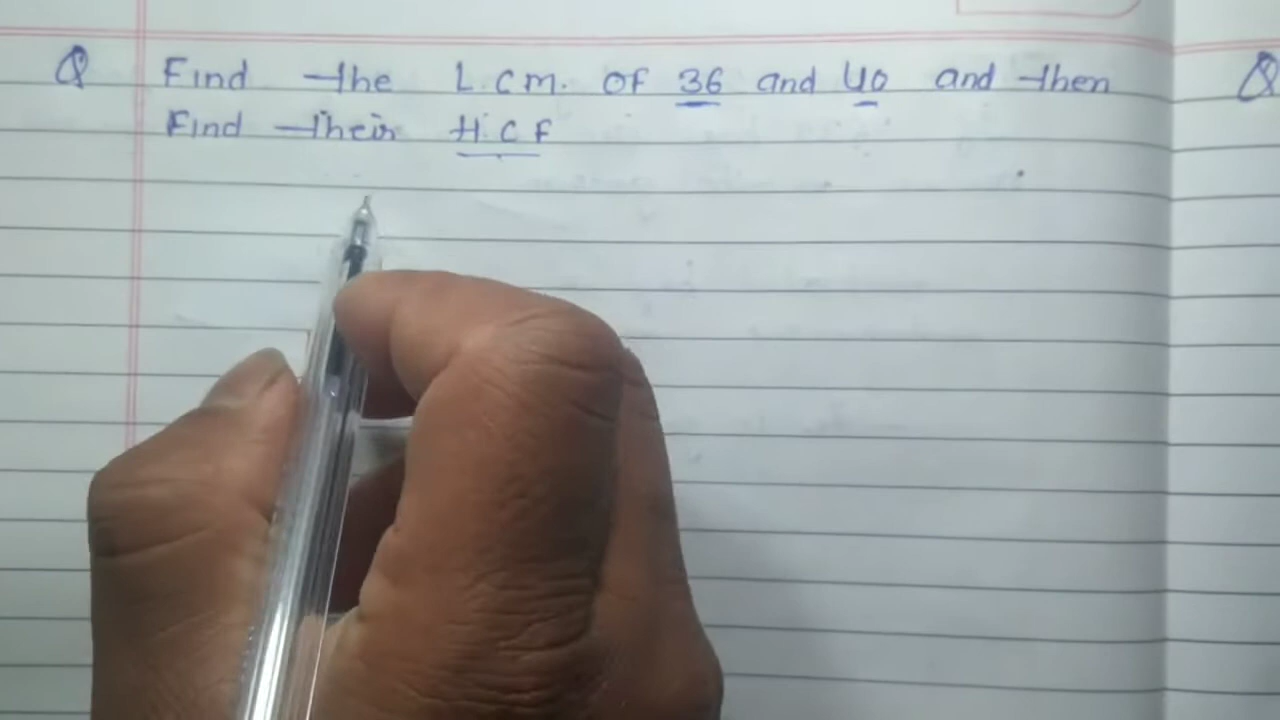 Q Find the L.C.M. OF 36 and 40 and then Q
Find their H.C.F